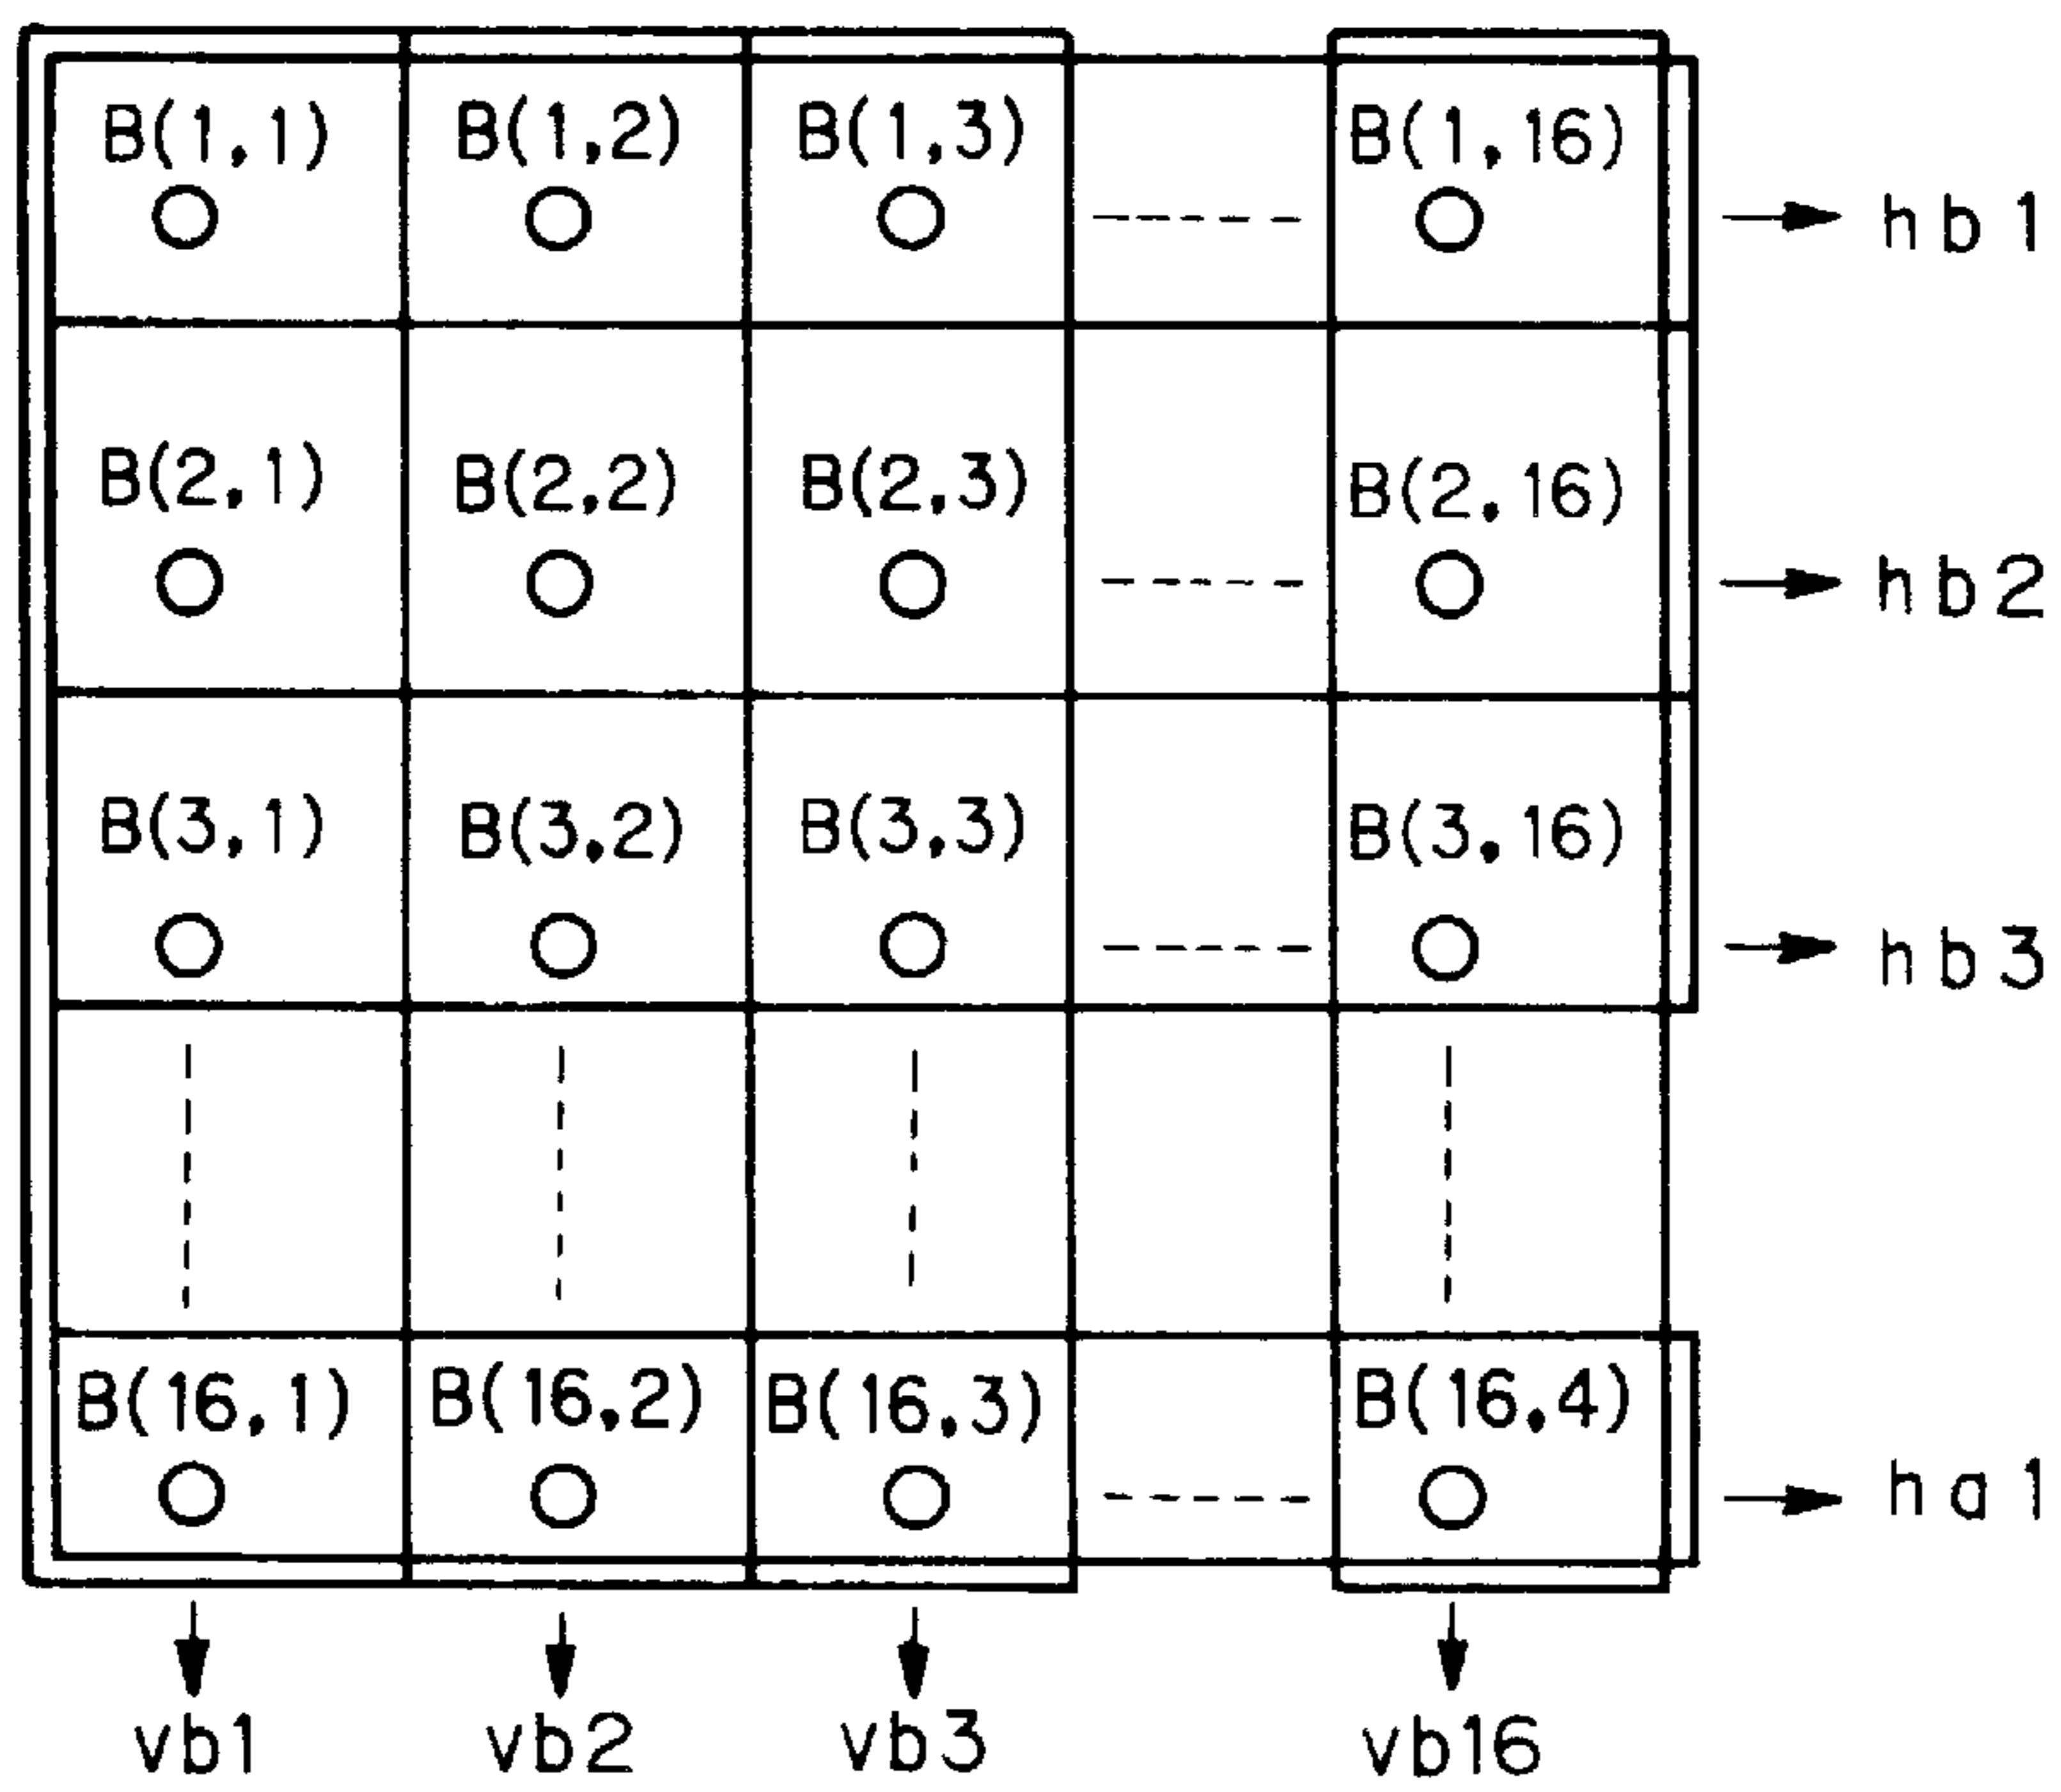 B(1,1) B(1,2) B(1,3) B(1,16)
hb1
B(2,1) B(2,2) B(2,3) B(2,16)
hb2
B(3,1) B(3,2) B(3,3) B(3,16)
hb3
B(16,1) B(16,2) B(16,3) B(16,4)
ha1
vb1 vb2 vb3 vb16